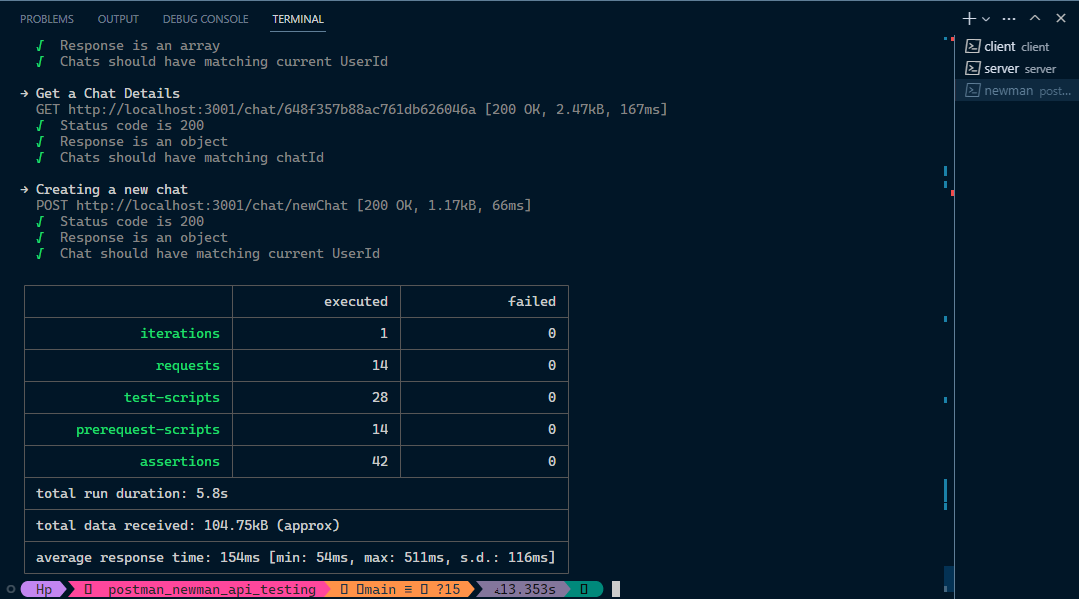 PROBLEMS OUTPUT DEBUG CONSOLE TERMINAL
√ Response is an array
√ Chats should have matching current UserId
→ Get a Chat Details
GET http://localhost:3001/chat/648f357b88ac761db626046a [200 OK, 2.47kB, 167ms]
√ Status code is 200
√ Response is an object
√ Chats should have matching chatId
→ Creating a new chat
POST http://localhost:3001/chat/newChat [200 OK, 1.17kB, 66ms]
√ Status code is 200
√ Response is an object
√ Chat should have matching current UserId
executed failed
iterations 1 0
requests 14 0
test-scripts 28 0
prerequest-scripts 14 0
assertions 42 0
total run duration: 5.8s
total data received: 104.75kB (approx)
average response time: 154ms [min: 54ms, max: 511ms, s.d.: 116ms]
Hp postman_newman_api_testing main ≡ ?15 13.353s
client client
server server
newman post...